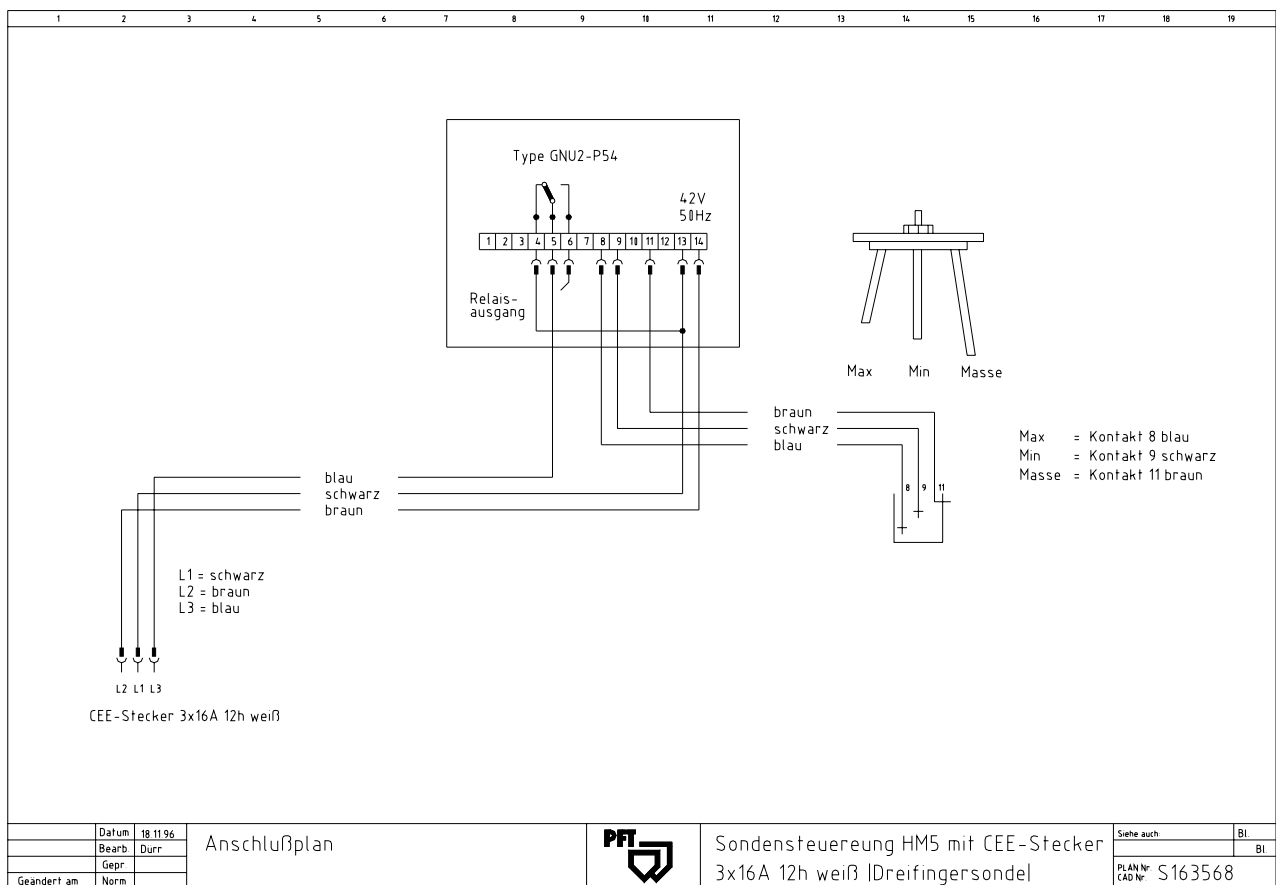 1 2 3 4 5 6 7 8 9 10 11 12 13 14 15 16 17 18 19
Type GNU2-P54
42V
50Hz
1 2 3 4 5 6 7 8 9 10 11 12 13 14
Relais-
ausgang
Max Min Masse
braun
schwarz
blau
Max = Kontakt 8 blau
Min = Kontakt 9 schwarz
Masse = Kontakt 11 braun
blau
schwarz
braun
8 9 11
L1 = schwarz
L2 = braun
L3 = blau
L2 L1 L3
CEE-Stecker 3x16A 12h weiß
Datum 18.11.96
Bearb. Dürr
Gepr.
Geändert am Norm
Anschlußplan
PFT
Sondensteuereung HM5 mit CEE-Stecker
3x16A 12h weiß |Dreifingersonde|
Siehe auch: Bl.
Bl.
PLAN Nr.
CAD Nr. S163568